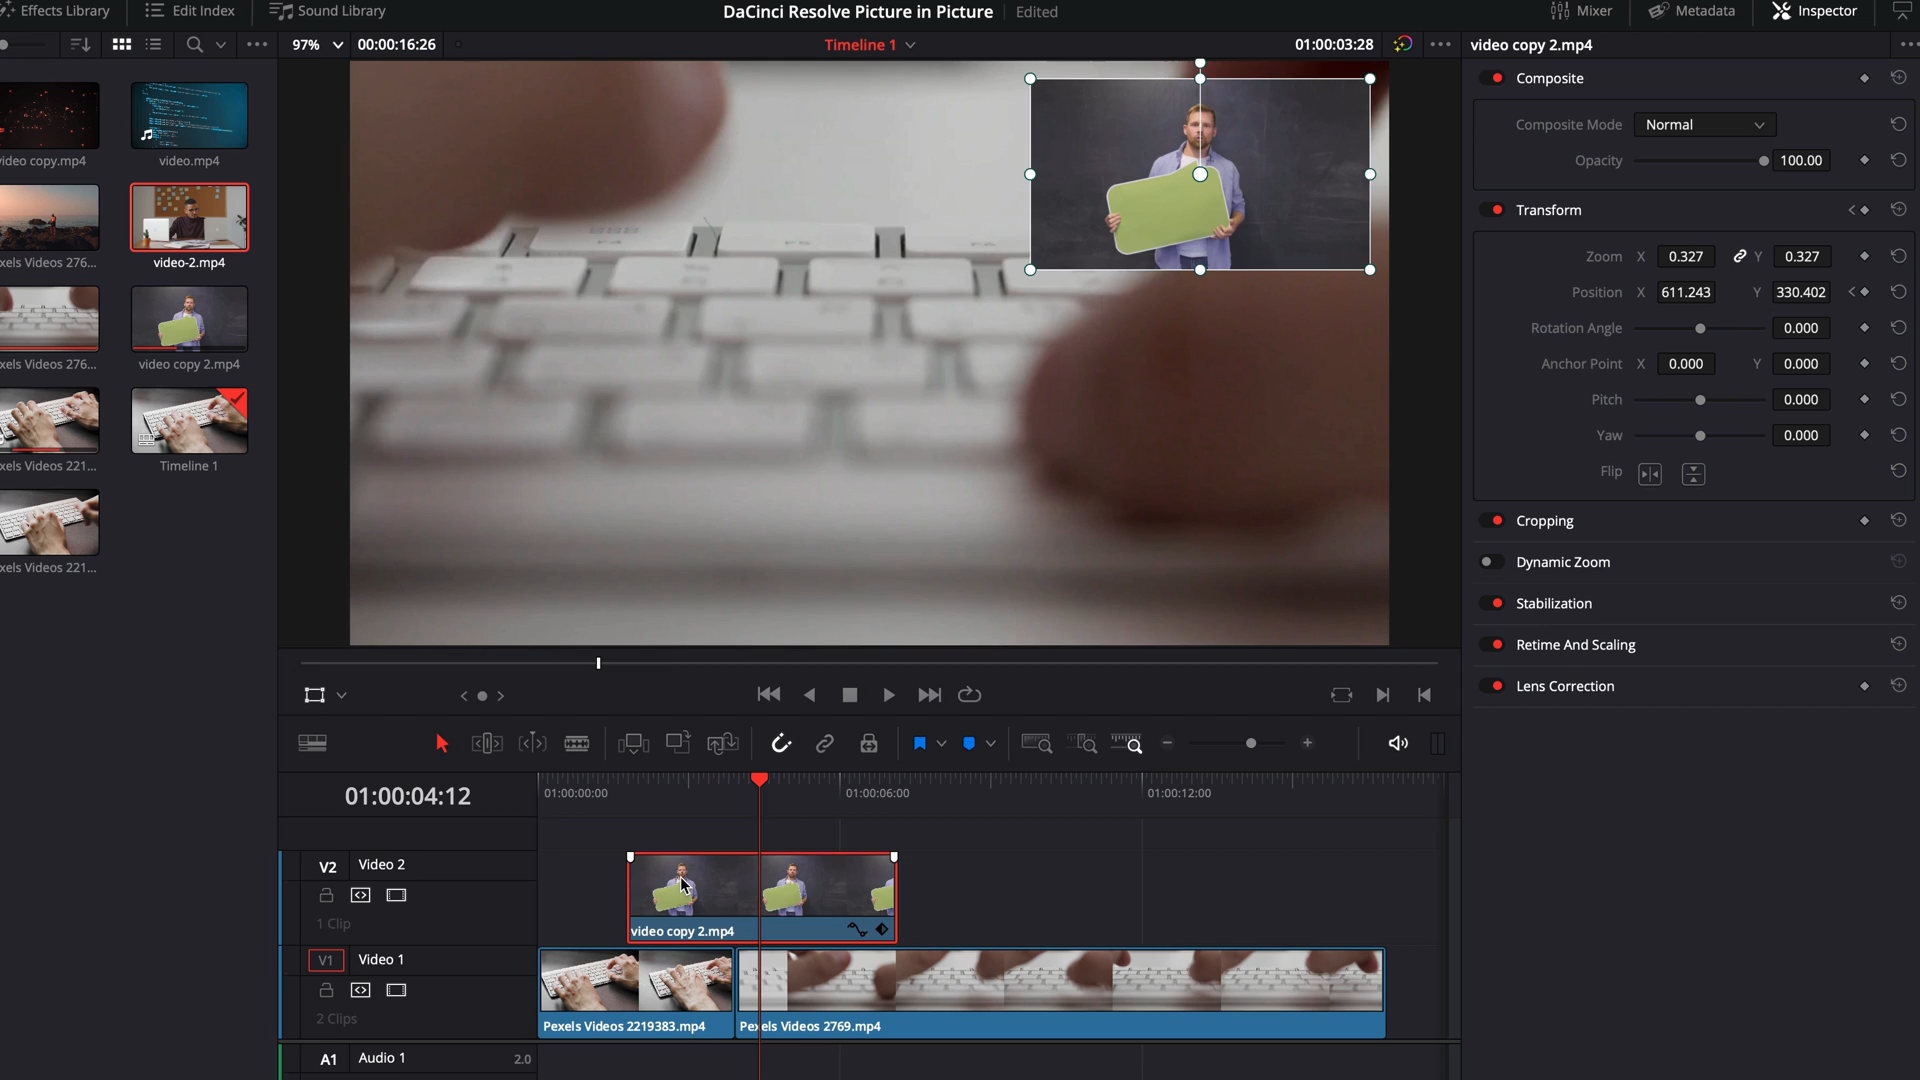 Effects Library
Edit Index
Sound Library
DaCinci Resolve Picture in Picture
Edited
Mixer
Metadata
Inspector
97%
00:00:16:26
Timeline 1
01:00:03:28
video copy 2.mp4
ideo copy.mp4
video.mp4
xels Videos 276...
video-2.mp4
xels Videos 276...
video copy 2.mp4
xels Videos 221...
Timeline 1
xels Videos 221...
Composite
Composite Mode
Normal
Opacity
100.00
Transform
Zoom X 0.327 Y 0.327
Position X 611.243 Y 330.402
Rotation Angle 0.000
Anchor Point X 0.000 Y 0.000
Pitch 0.000
Yaw 0.000
Flip
Cropping
Dynamic Zoom
Stabilization
Retime And Scaling
Lens Correction
01:00:04:12
01:00:00:00
01:00:06:00
01:00:12:00
V2 Video 2
1 Clip
video copy 2.mp4
V1 Video 1
2 Clips
Pexels Videos 2219383.mp4
Pexels Videos 2769.mp4
A1 Audio 1 2.0